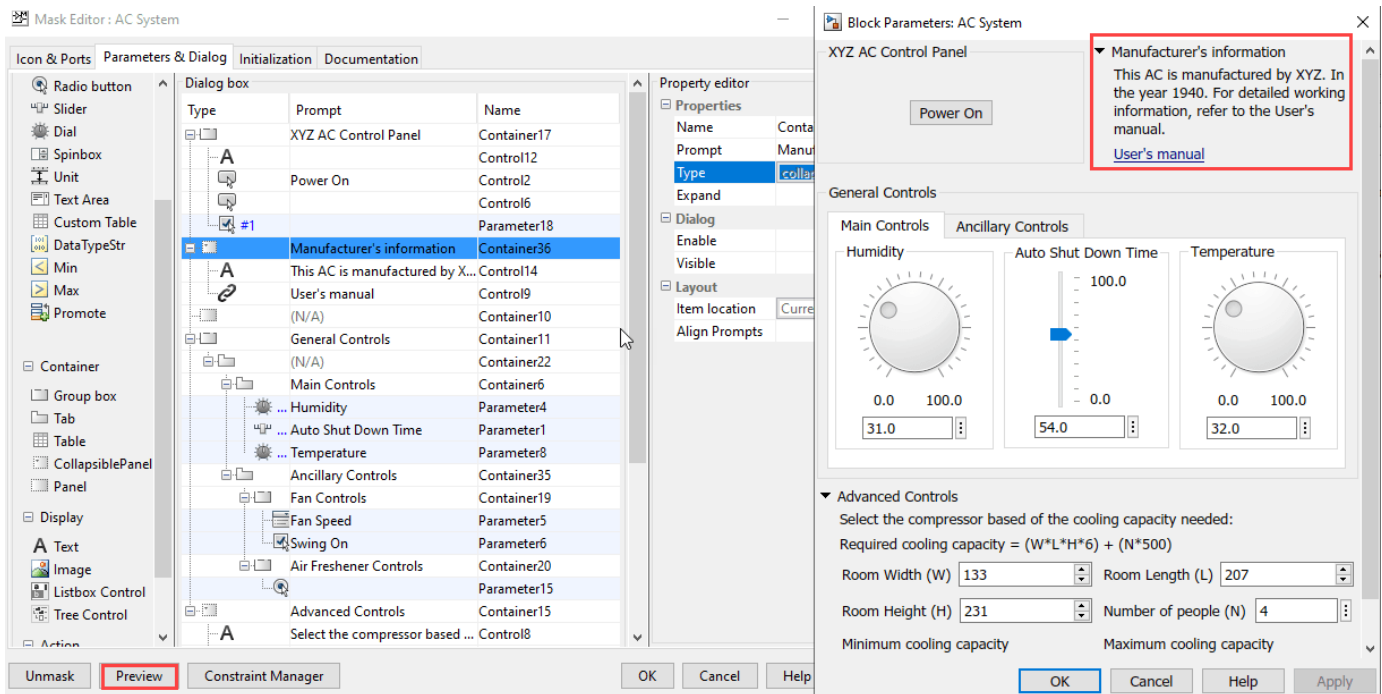 Mask Editor : AC System
Icon & Ports
Parameters & Dialog
Initialization
Documentation
Radio button
Slider
Dial
Spinbox
Unit
Text Area
Custom Table
DataTypeStr
Min
Max
Promote
Container
Group box
Tab
Table
CollapsiblePanel
Panel
Display
Text
Image
Listbox Control
Tree Control
Action
Dialog box
Type Prompt Name
XYZ AC Control Panel Container17
A Control12
Power On Control2
Control6
#1 Parameter18
Manufacturer's information Container36
A This AC is manufactured by X... Control14
User's manual Control9
(N/A) Container10
General Controls Container11
(N/A) Container22
Main Controls Container6
... Humidity Parameter4
... Auto Shut Down Time Parameter1
... Temperature Parameter8
Ancillary Controls Container35
Fan Controls Container19
Fan Speed Parameter5
Swing On Parameter6
Air Freshener Controls Container20
Parameter15
Advanced Controls Container15
A Select the compressor based ... Control8
Property editor
Properties
Name Conta
Prompt Manuf
Type collap
Expand
Dialog
Enable
Visible
Layout
Item location Curre
Align Prompts
Unmask
Preview
Constraint Manager
OK
Cancel
Help
Block Parameters: AC System
XYZ AC Control Panel
Power On
Manufacturer's information
This AC is manufactured by XYZ. In
the year 1940. For detailed working
information, refer to the User's
manual.
User's manual
General Controls
Main Controls
Ancillary Controls
Humidity
0.0 100.0
31.0
Auto Shut Down Time
100.0
0.0
54.0
Temperature
0.0 100.0
32.0
Advanced Controls
Select the compressor based of the cooling capacity needed:
Required cooling capacity = (W*L*H*6) + (N*500)
Room Width (W) 133 Room Length (L) 207
Room Height (H) 231 Number of people (N) 4
Minimum cooling capacity Maximum cooling capacity
OK
Cancel
Help
Apply